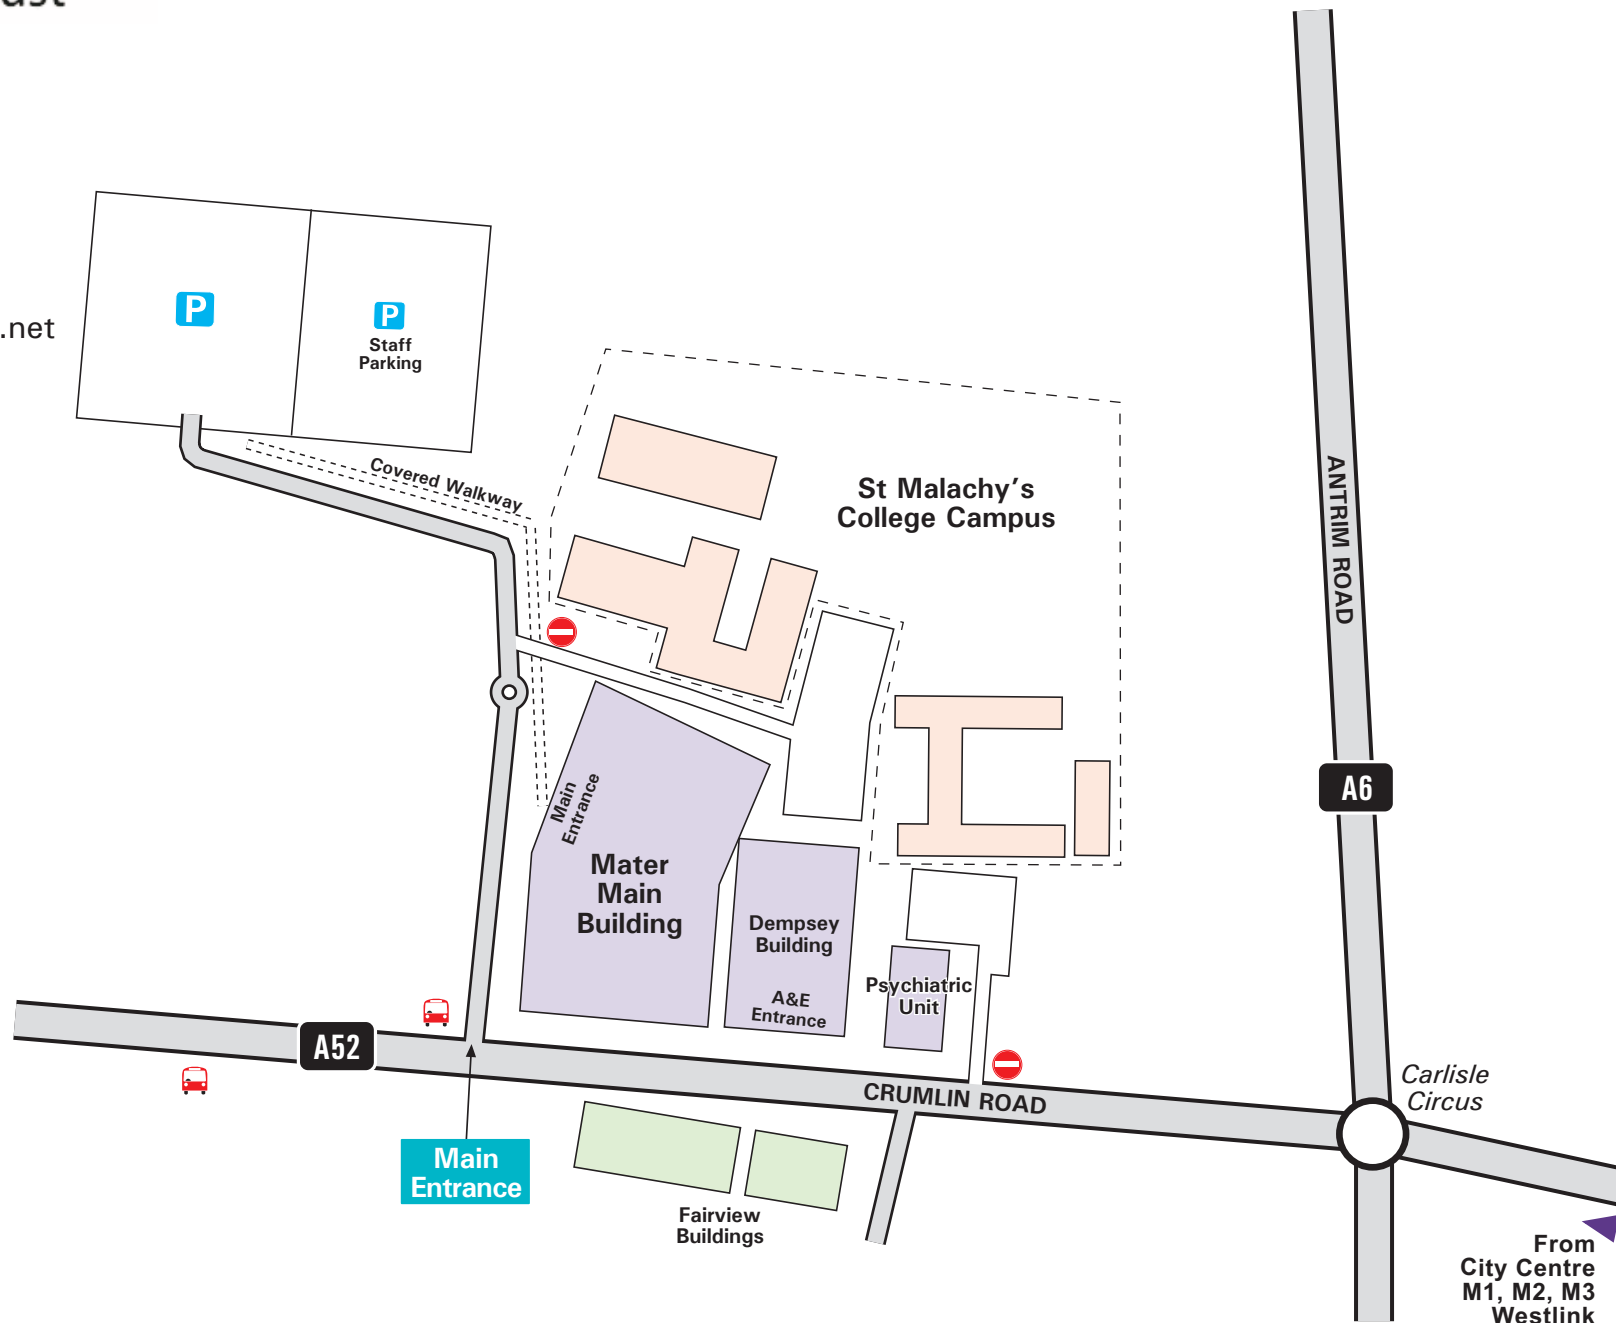 .net
P
P
Staff
Parking
Covered Walkway
St Malachy's
College Campus
ANTRIM ROAD
A6
Main
Entrance
Mater
Main
Building
Dempsey
Building
A&E
Entrance
Psychiatric
Unit
A52
CRUMLIN ROAD
Carlisle
Circus
Main
Entrance
Fairview
Buildings
From
City Centre
M1, M2, M3
Westlink